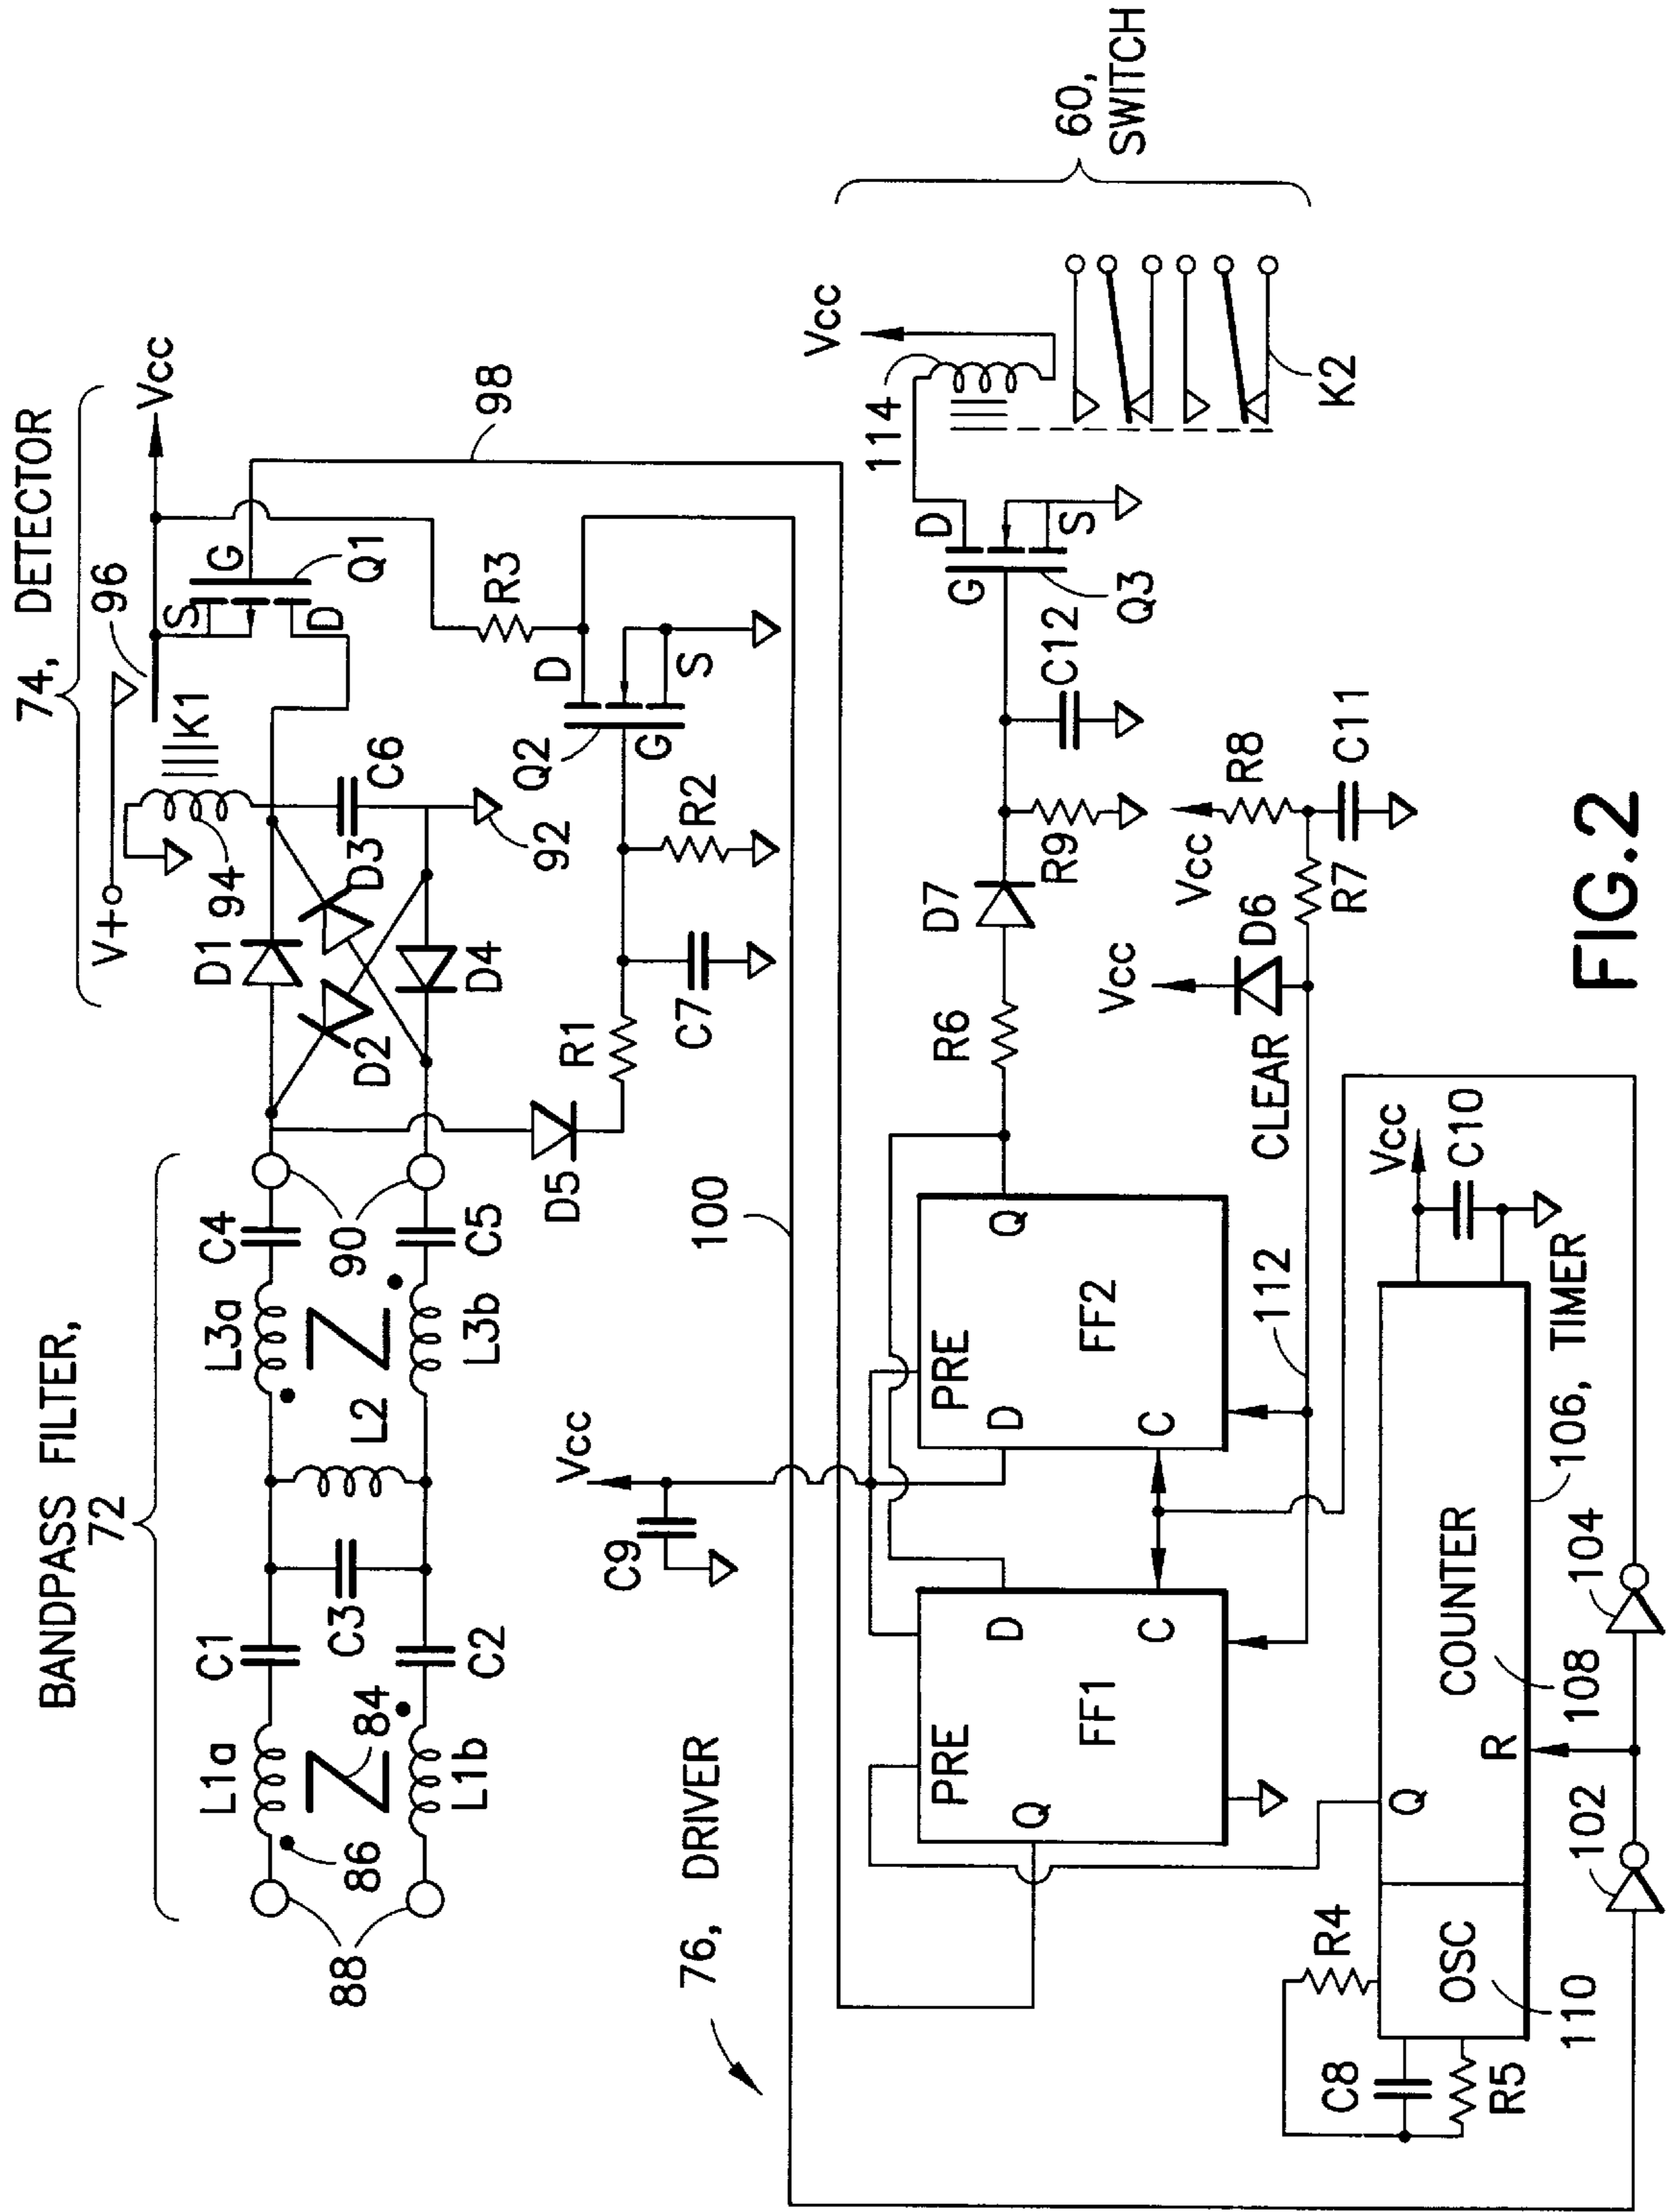 BANDPASS FILTER,
72
74, DETECTOR
V+
94
K1
96
Vcc
L1a
C1
C3
L2
L3a
C4
D1
D3
D2
D4
C6
92
S
G
D
Q1
98
86
84
88
L1b
C2
L3b
C5
90
D5
R1
C7
R2
Q2
G
D
S
R3
100
76, DRIVER
C9
Vcc
PRE
Q
FF1
D
C
PRE
D
C
FF2
Q
R6
D7
R9
C12
G
D
S
Q3
114
Vcc
K2
60,
SWITCH
112
CLEAR
D6
Vcc
R7
R8
Vcc
C11
C8
R5
R4
OSC
110
Q
R
COUNTER
108
106, TIMER
Vcc
C10
102
104
FIG.2